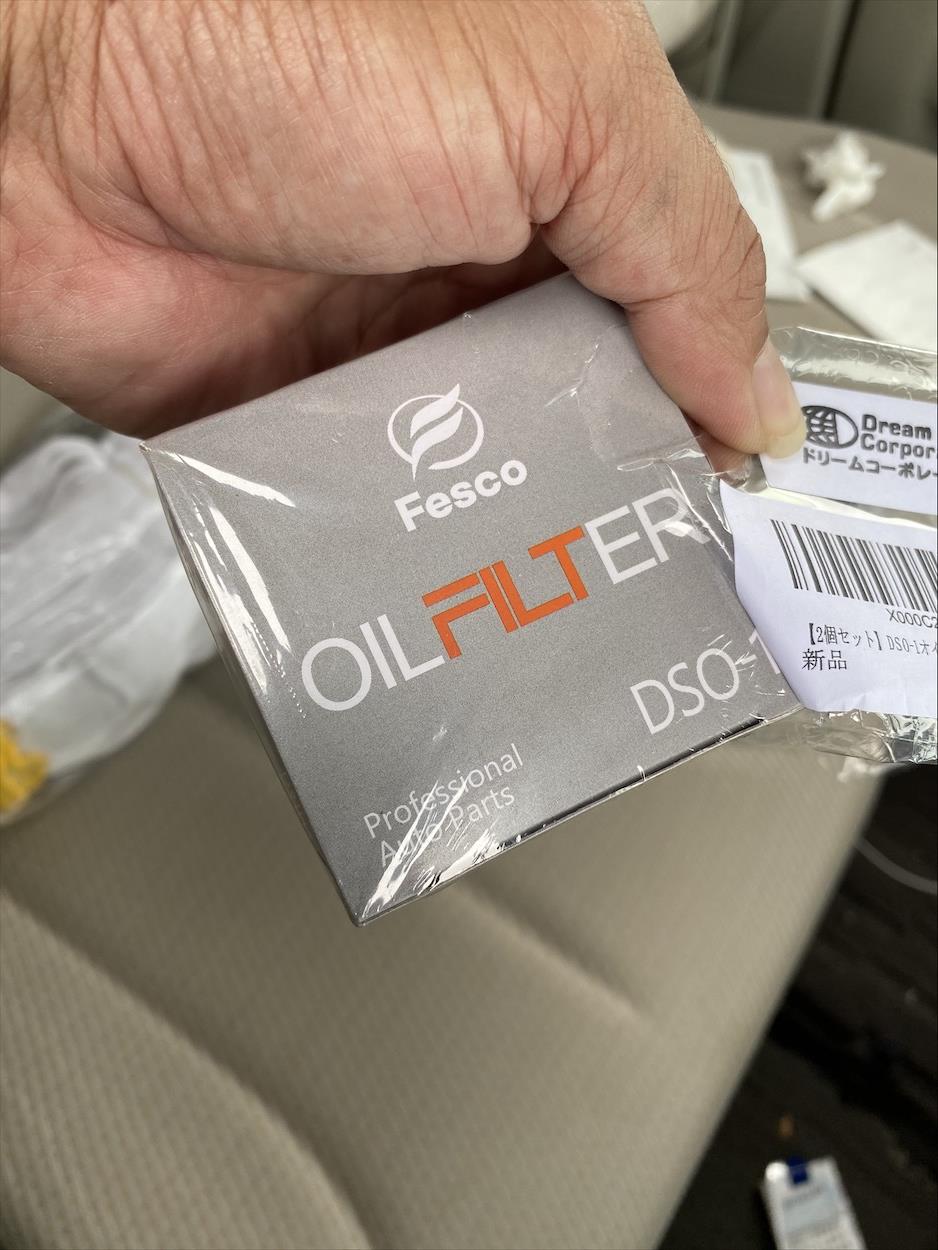 Fesco
OILFILTER
DSO-1
Professional
Auto Parts
Dream
Corpor
ドリームコーポレー
X000C2
【2個セット】DSO-1オイ
新品